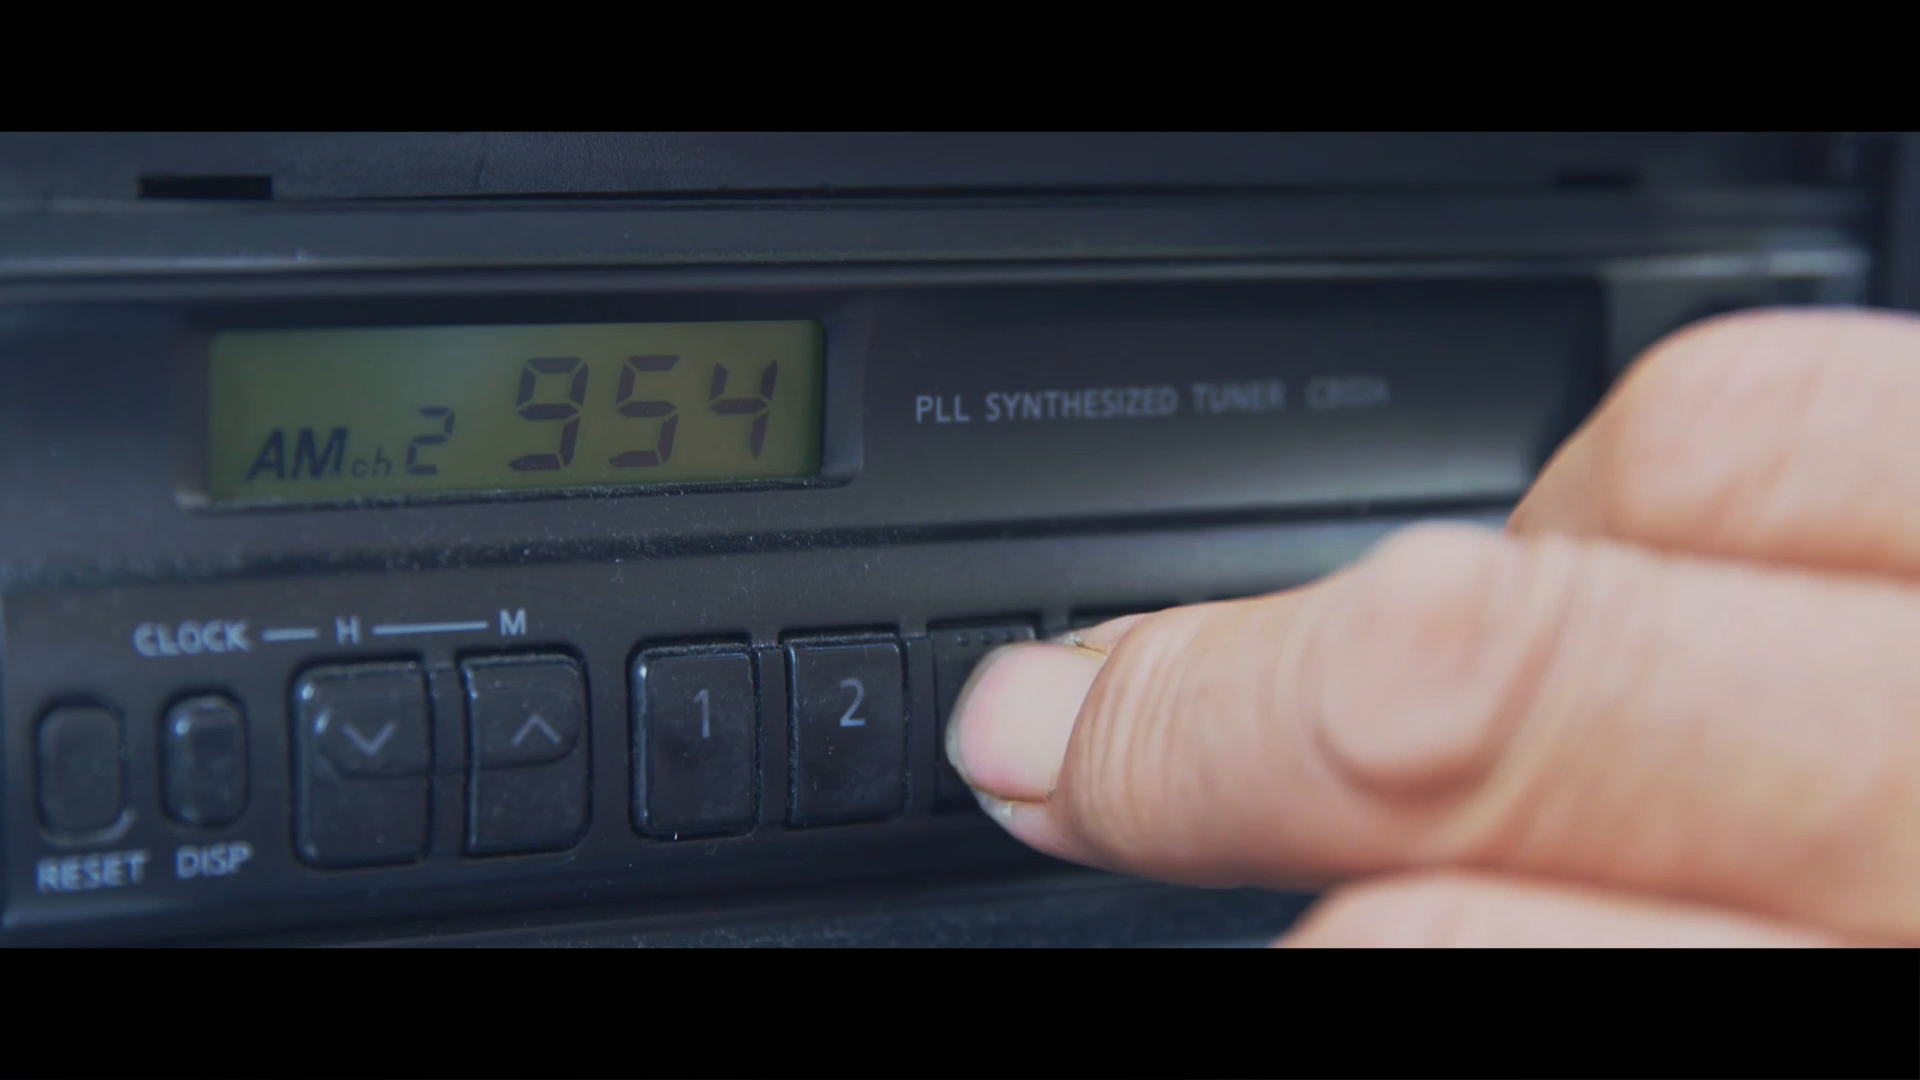 AM ch 2 954
PLL SYNTHESIZED TUNER
CLOCK — H — M
1 2
RESET DISP